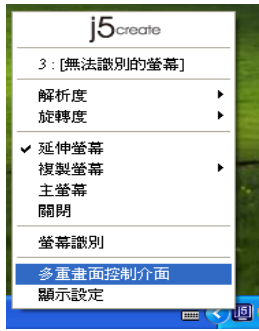 j5create
3 : [無法識別的螢幕]
解析度
旋轉度
延伸螢幕
複製螢幕
主螢幕
關閉
螢幕識別
多重畫面控制介面
顯示設定
j5